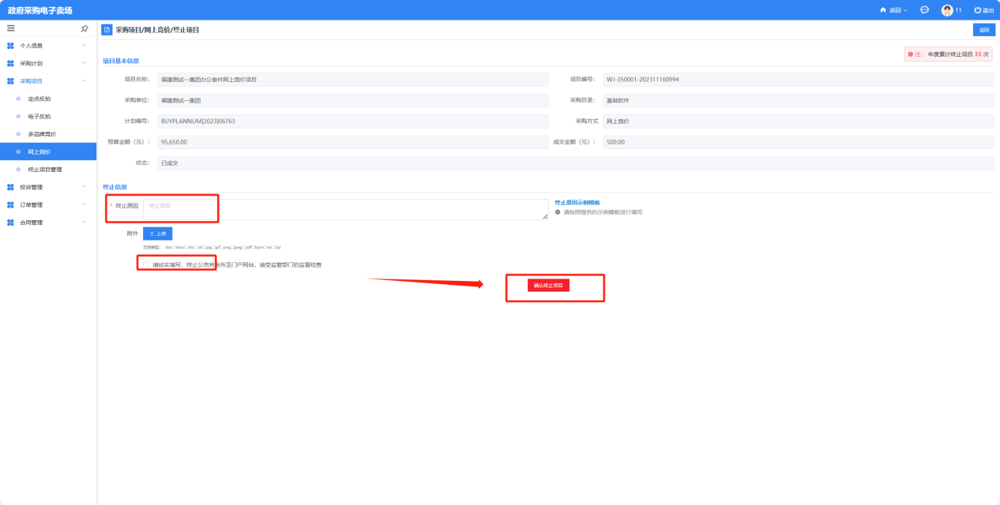 政府采购电子卖场
返回
11
退出
个人信息
采购计划
采购项目
定点反拍
电子反拍
多品牌竞价
网上竞价
终止项目管理
投诉管理
订单管理
合同管理
采购项目/网上竞价/终止项目
返回
注: 年度累计终止项目 33 次
项目基本信息
项目名称: 福建测试一集团办公套件网上竞价项目
项目编号: WJ-350001-202311160994
采购单位: 福建测试一集团
采购目录: 基础软件
计划编号: BUYPLANNUM[2023]06763
采购方式 网上竞价
预算金额（元）: 95,650.00
成交金额（元）: 500.00
状态: 已成交
终止信息
* 终止原因 终止原因
终止原因示例模板
请按照提供的示例模板进行填写
附件 上传
支持类型: '.doc','.docx','.xlsx','.xls','.jpg','.gif','.png','.jpeg','.pdf','.bpm','.rar','.zip'
请如实填写，终止公告将发布至门户网站，接受监管部门的监督检查
确认终止项目